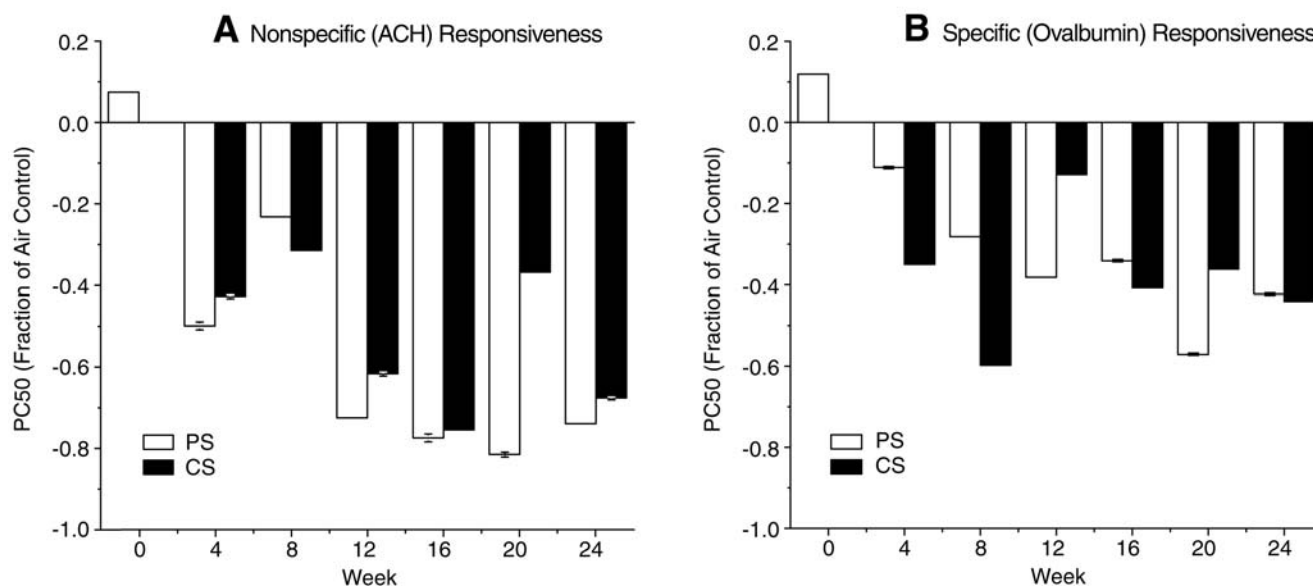 A Nonspecific (ACH) Responsiveness
0.2
0.0
-0.2
-0.4
-0.6
-0.8
-1.0
PC50 (Fraction of Air Control)
PS
CS
0 4 8 12 16 20 24
Week
B Specific (Ovalbumin) Responsiveness
0.2
0.0
-0.2
-0.4
-0.6
-0.8
-1.0
PC50 (Fraction of Air Control)
PS
CS
0 4 8 12 16 20 24
Week